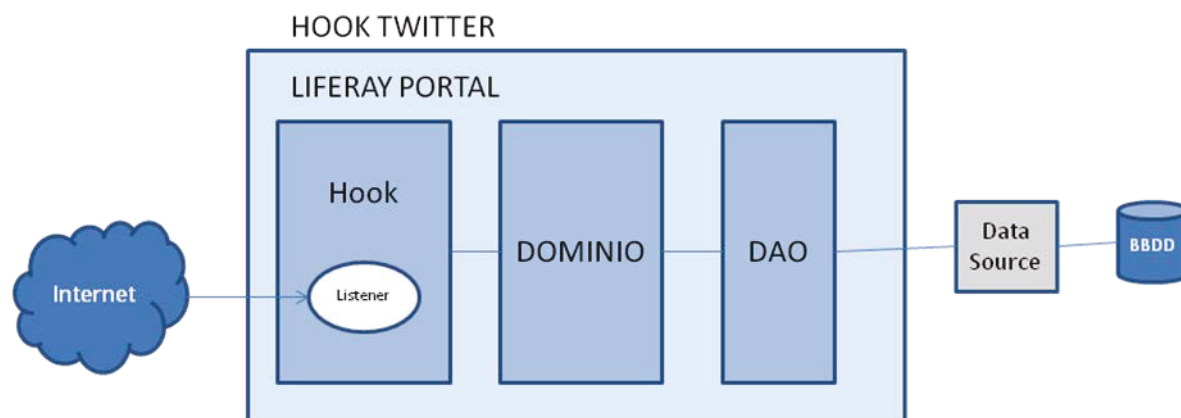 HOOK TWITTER
LIFERAY PORTAL
Hook
Listener
Internet
DOMINIO
DAO
Data
Source
BBDD